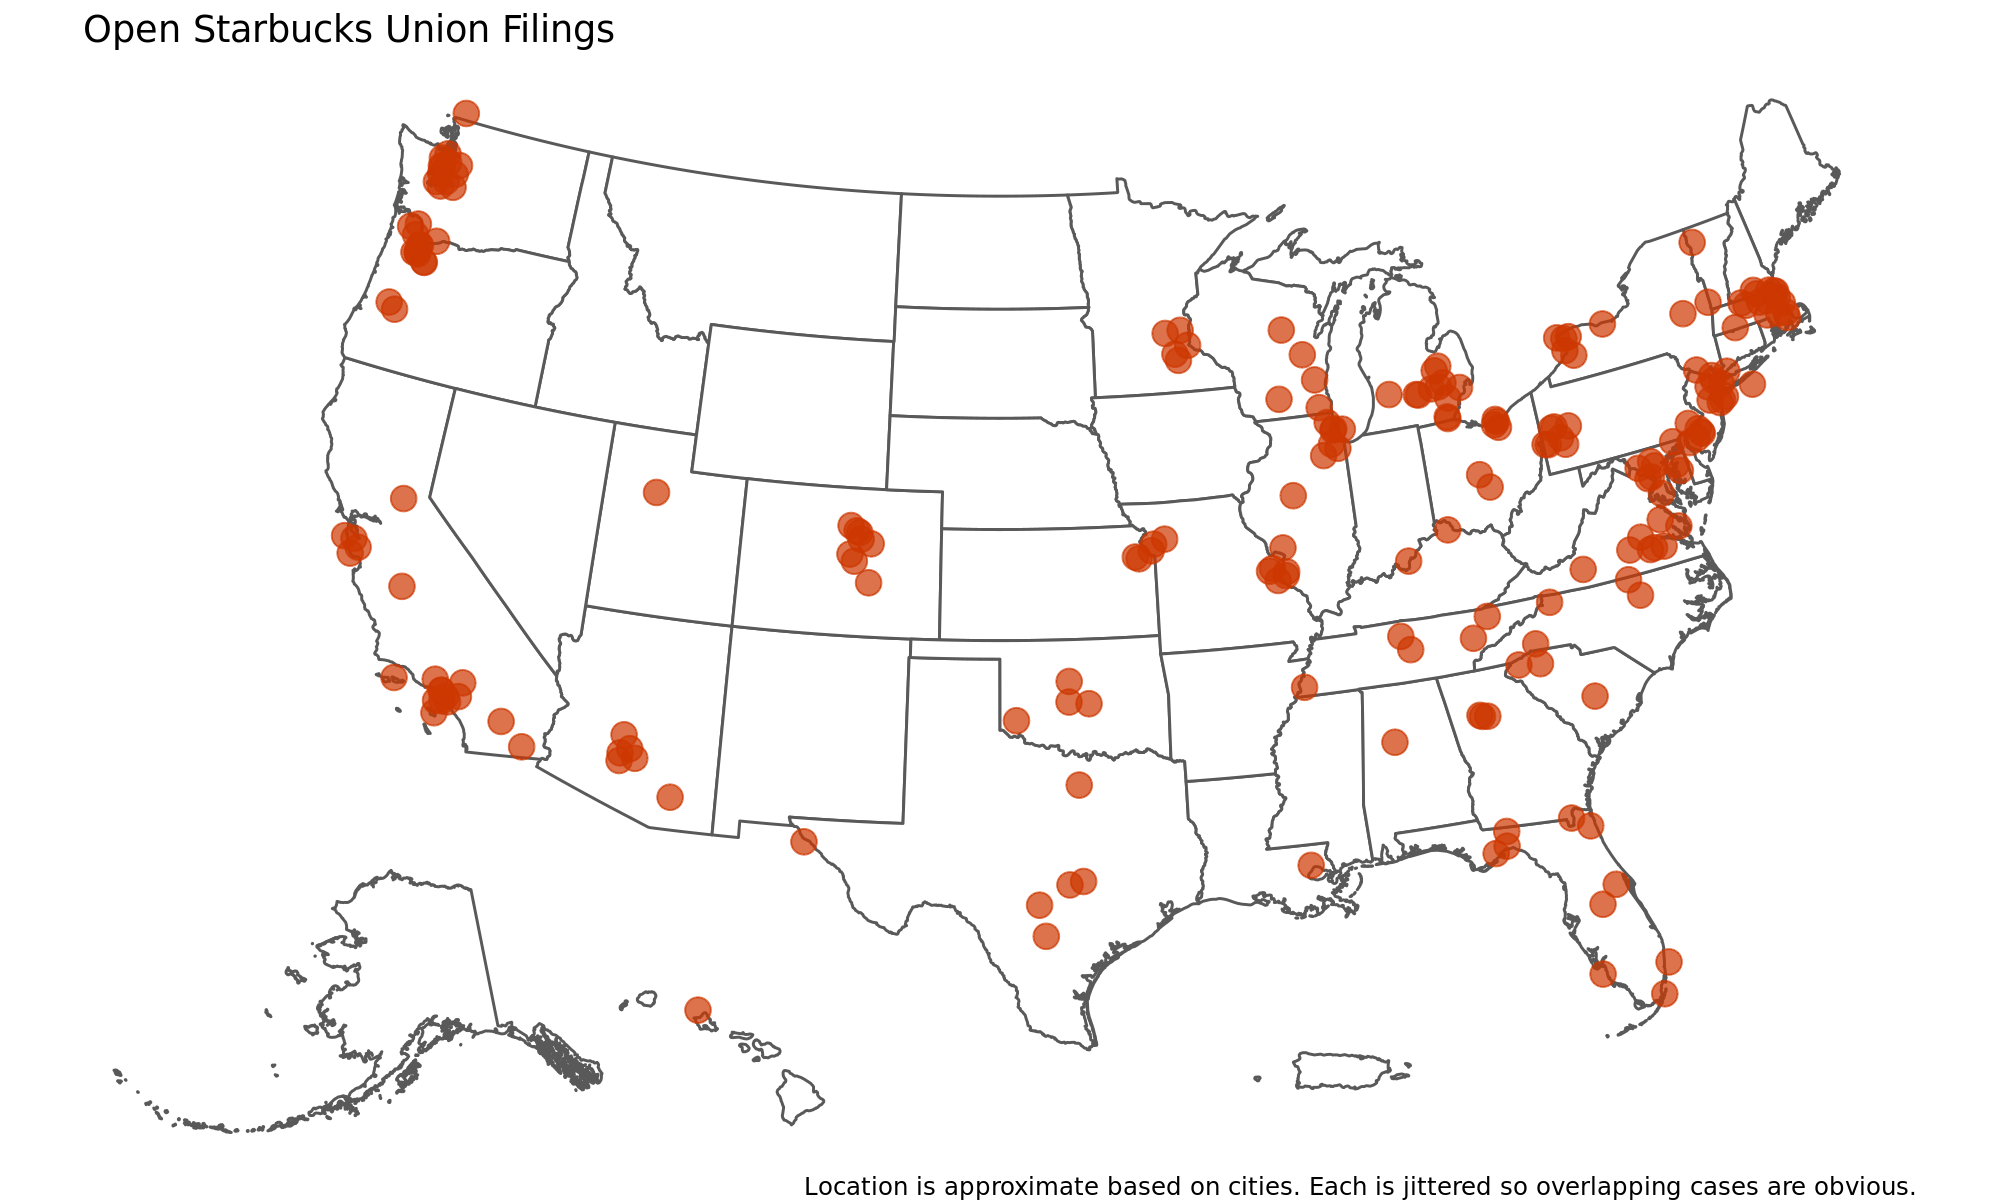 Open Starbucks Union Filings
Location is approximate based on cities. Each is jittered so overlapping cases are obvious.